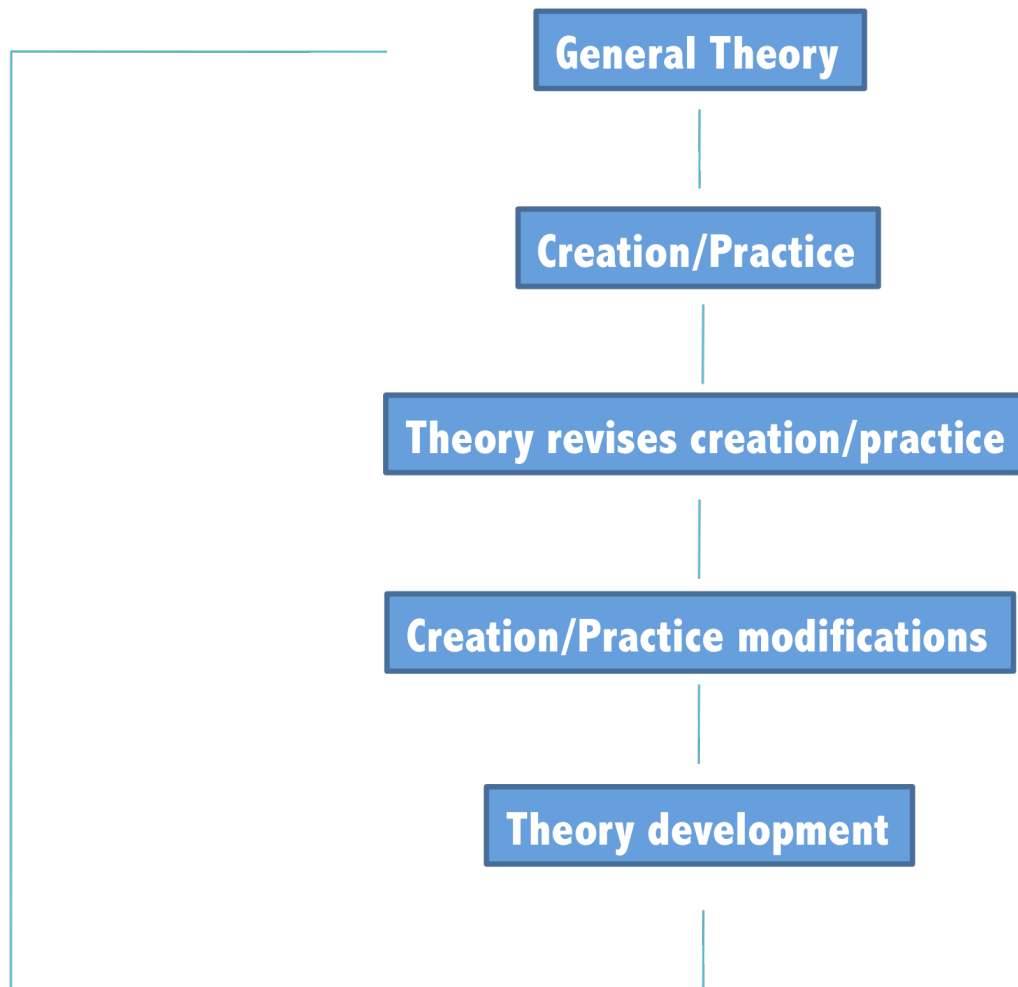 General Theory
Creation/Practice
Theory revises creation/practice
Creation/Practice modifications
Theory development